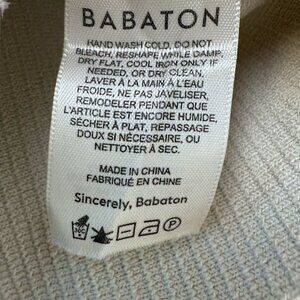 BABATON
HAND WASH COLD, DO NOT
BLEACH, RESHAPE WHILE DAMP,
DRY FLAT, COOL IRON ONLY IF
NEEDED, OR DRY CLEAN.
LAVER À LA MAIN À L'EAU
FROIDE, NE PAS JAVELISER,
REMODELER PENDANT QUE
L'ARTICLE EST ENCORE HUMIDE,
SÉCHER À PLAT, REPASSAGE
DOUX SI NÉCESSAIRE, OU
NETTOYER À SEC.
MADE IN CHINA
FABRIQUÉ EN CHINE
Sincerely, Babaton
30C P